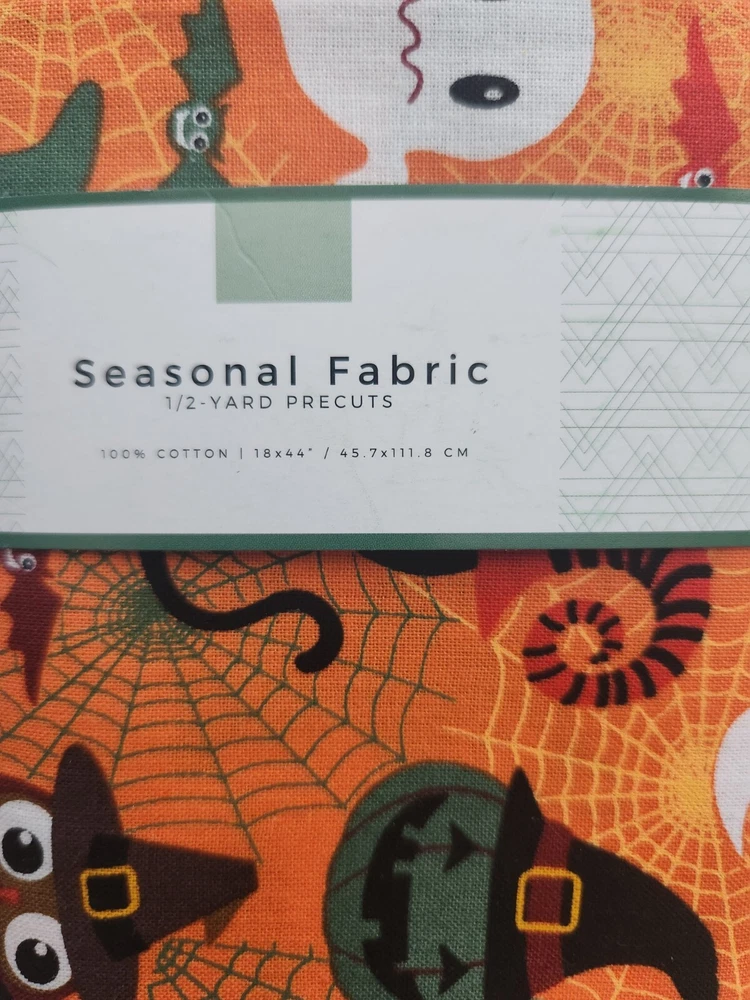 Seasonal Fabric
1/2-YARD PRECUTS
100% COTTON | 18x44" / 45.7x111.8 CM